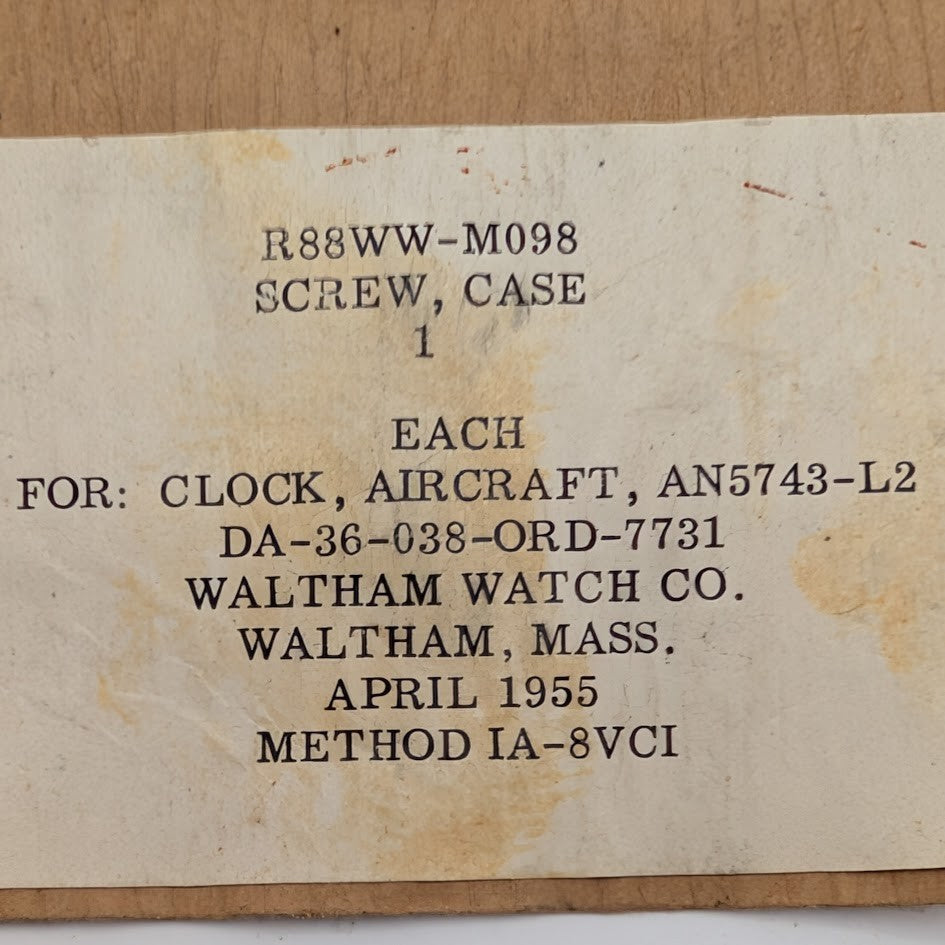 R88WW-M098
SCREW, CASE
1
EACH
FOR: CLOCK, AIRCRAFT, AN5743-L2
DA-36-038-ORD-7731
WALTHAM WATCH CO.
WALTHAM, MASS.
APRIL 1955
METHOD IA-8VCI